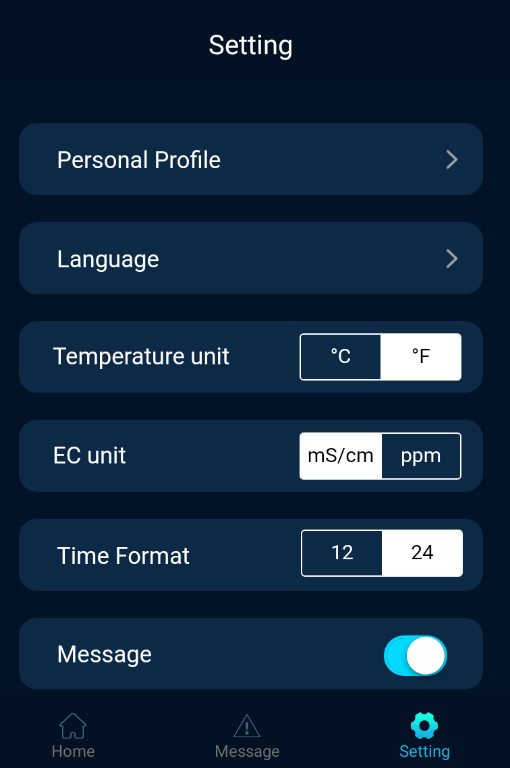 Setting
Personal Profile
Language
Temperature unit °C °F
EC unit mS/cm ppm
Time Format 12 24
Message
Home Message Setting